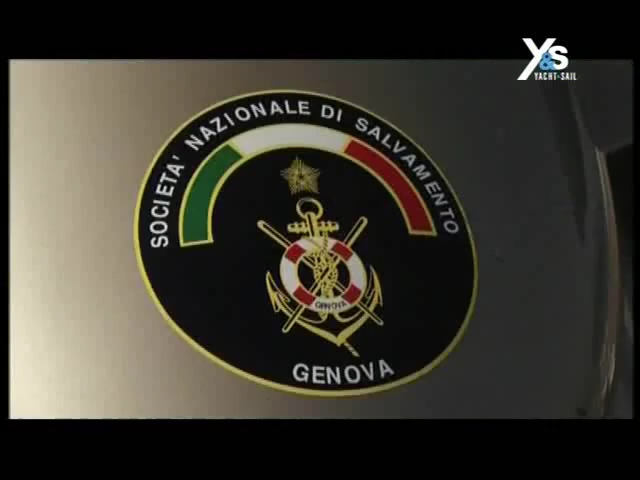 Y&S
YACHT-SAIL
SOCIETA' NAZIONALE DI SALVAMENTO
GENOVA
GENOVA